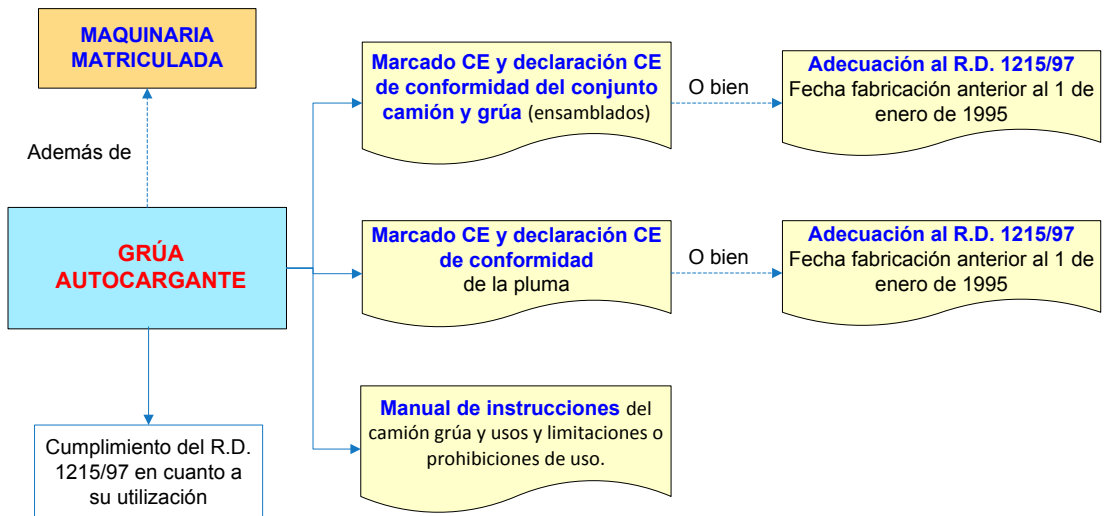 MAQUINARIA
MATRICULADA
Además de
GRÚA
AUTOCARGANTE
Cumplimiento del R.D.
1215/97 en cuanto a
su utilización
Marcado CE y declaración CE
de conformidad del conjunto
camión y grúa (ensamblados)
O bien
Adecuación al R.D. 1215/97
Fecha fabricación anterior al 1 de
enero de 1995
Marcado CE y declaración CE
de conformidad
de la pluma
O bien
Adecuación al R.D. 1215/97
Fecha fabricación anterior al 1 de
enero de 1995
Manual de instrucciones del
camión grúa y usos y limitaciones o
prohibiciones de uso.